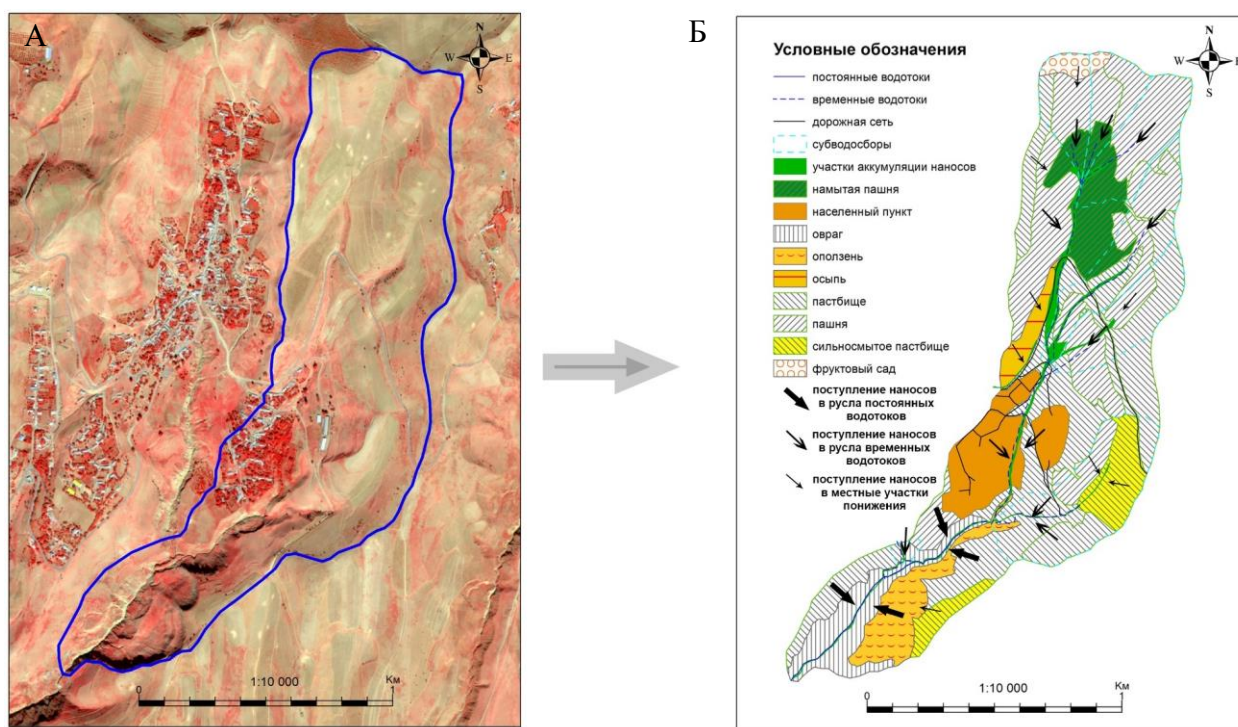 А
N
W E
S
0 1:10 000 Км 1
Б
Условные обозначения
постоянные водотоки
временные водотоки
дорожная сеть
субводосборы
участки аккумуляции наносов
намытая пашня
населенный пункт
овраг
оползень
осыпь
пастбище
пашня
сильносмытое пастбище
фруктовый сад
поступление наносов
в русла постоянных
водотоков
поступление наносов
в русла временных
водотоков
поступление наносов
в местные участки
понижения
N
W E
S
0 1:10 000 Км 1